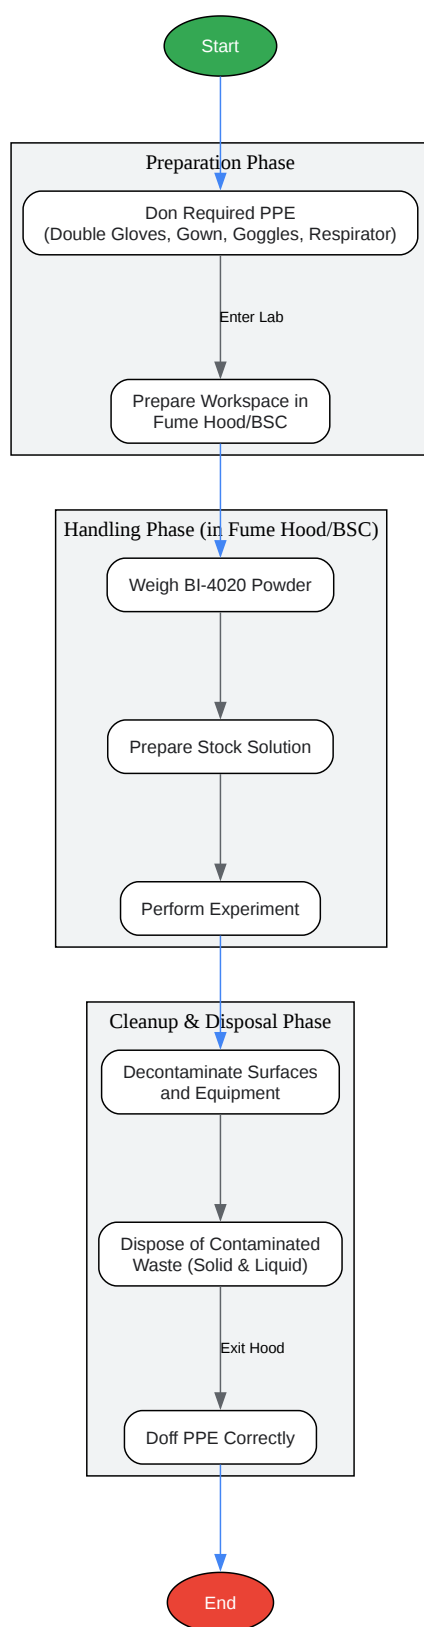 Start
Preparation Phase
Don Required PPE
(Double Gloves, Gown, Goggles, Respirator)
Enter Lab
Prepare Workspace in
Fume Hood/BSC
Handling Phase (in Fume Hood/BSC)
Weigh BI-4020 Powder
Prepare Stock Solution
Perform Experiment
Cleanup & Disposal Phase
Decontaminate Surfaces
and Equipment
Dispose of Contaminated
Waste (Solid & Liquid)
Exit Hood
Doff PPE Correctly
End